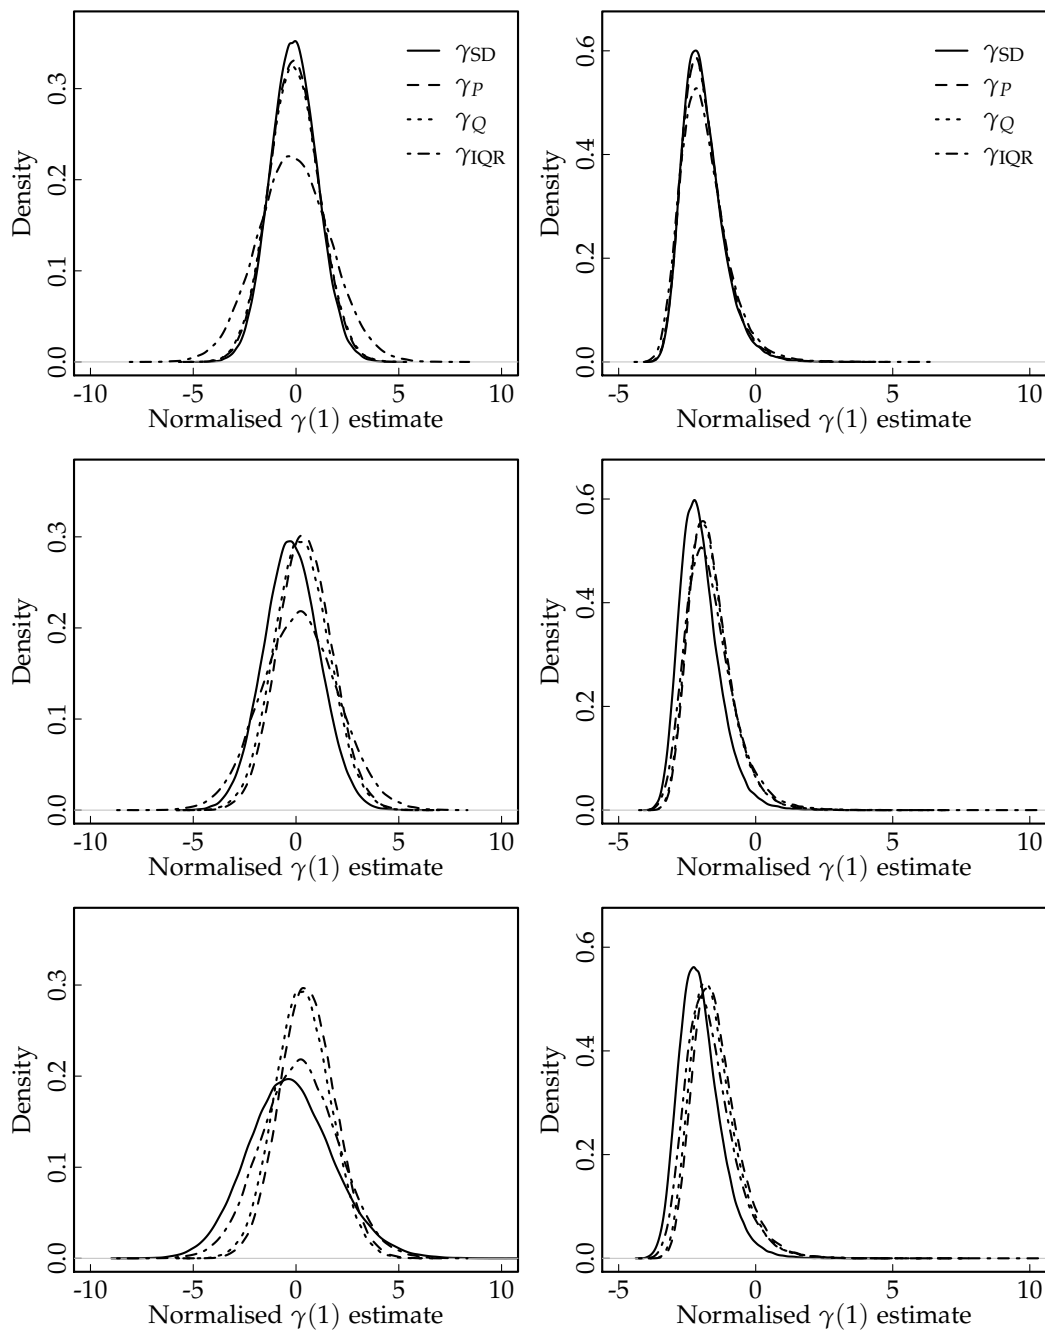 γSD
γP
γQ
γIQR
Density
0.0 0.1 0.2 0.3
-10 -5 0 5 10
Normalised γ(1) estimate
γSD
γP
γQ
γIQR
Density
0.0 0.2 0.4 0.6
-5 0 5 10
Normalised γ(1) estimate
Density
0.0 0.1 0.2 0.3
-10 -5 0 5 10
Normalised γ(1) estimate
Density
0.0 0.2 0.4 0.6
-5 0 5 10
Normalised γ(1) estimate
Density
0.0 0.1 0.2 0.3
-10 -5 0 5 10
Normalised γ(1) estimate
Density
0.0 0.2 0.4 0.6
-5 0 5 10
Normalised γ(1) estimate